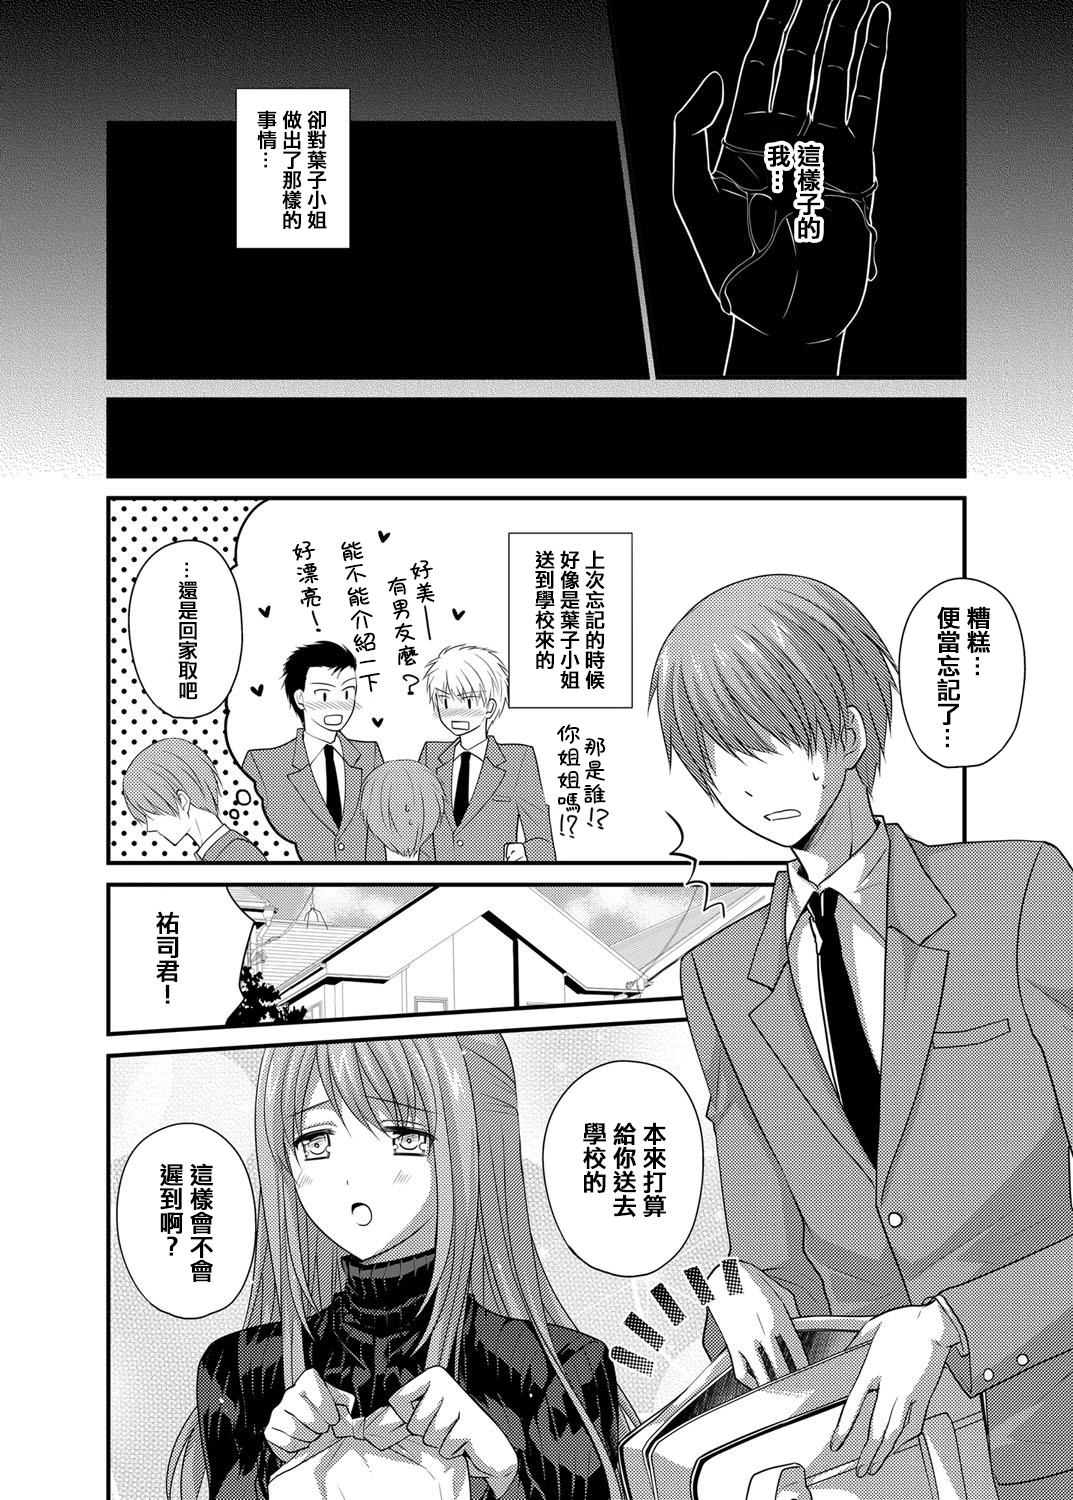 這樣子的
我…
卻對葉子小姐
做出了那樣的
事情…
糟糕…
便當忘記了…
上次忘記的時候
好像是葉子小姐
送到學校來的
那是誰!?
你姐姐嗎!?
好美──
有男友麼?
能不能介紹一下
好漂亮!
…還是回家取吧
祐司君!
本來打算
給你送去
學校的
這樣會不會
遲到啊?